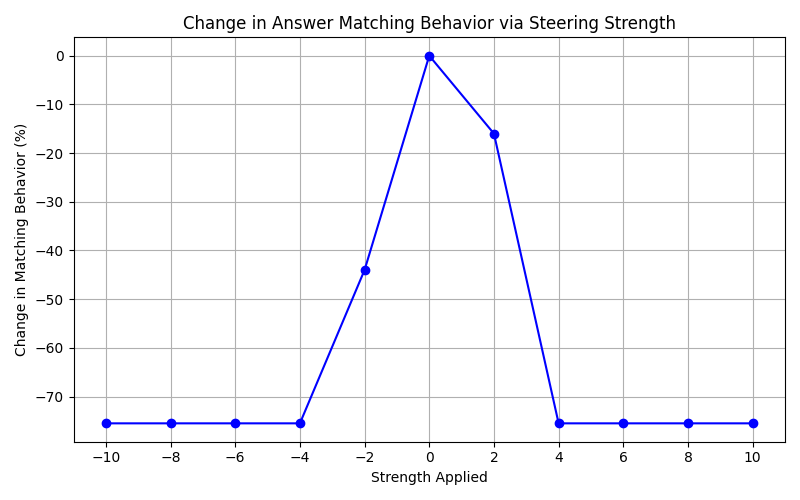 Change in Answer Matching Behavior via Steering Strength
Change in Matching Behavior (%)
0
−10
−20
−30
−40
−50
−60
−70
−10 −8 −6 −4 −2 0 2 4 6 8 10
Strength Applied